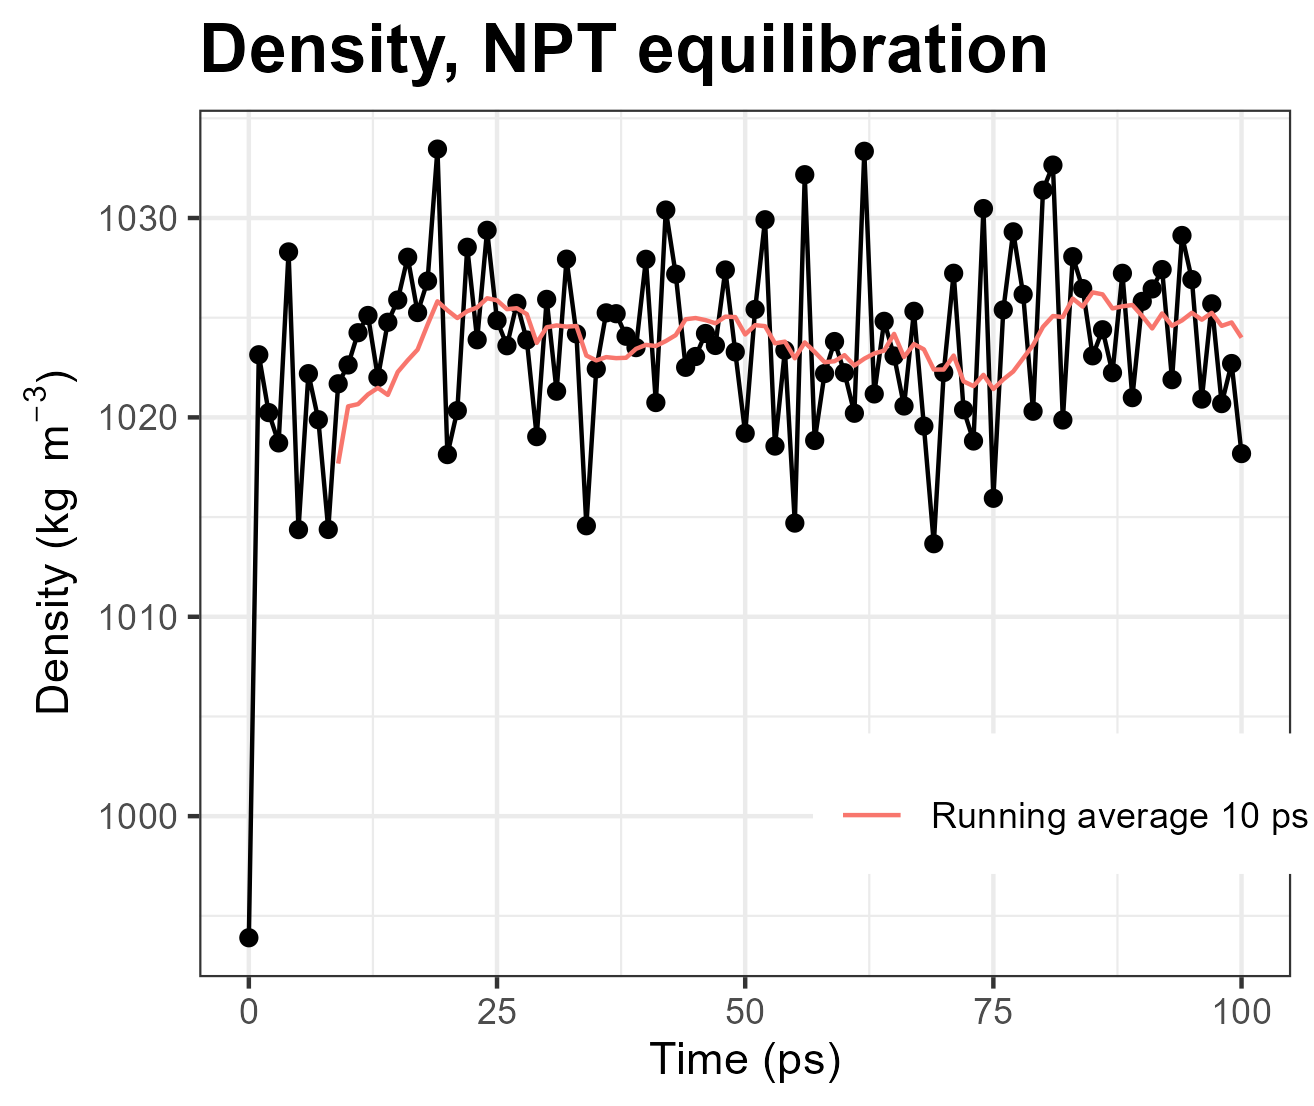 Density, NPT equilibration
Density (kg m⁻³)
1030
1020
1010
1000
Running average 10 ps
0 25 50 75 100
Time (ps)